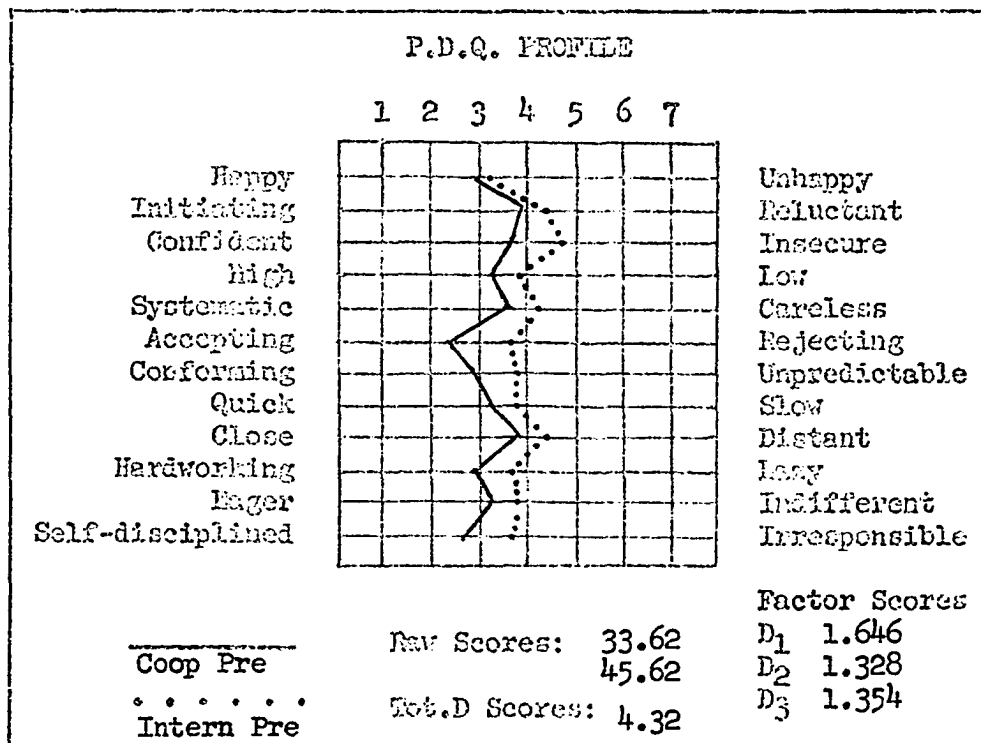 P.D.Q. PROFILE
1 2 3 4 5 6 7
Happy Unhappy
Initiating Reluctant
Confident Insecure
High Low
Systematic Careless
Accepting Rejecting
Conforming Unpredictable
Quick Slow
Close Distant
Hardworking Lazy
Eager Indifferent
Self-disciplined Irresponsible
Factor Scores
Coop Pre Raw Scores: 33.62 D1 1.646
45.62 D2 1.328
Intern Pre Tot.D Scores: 4.32 D3 1.354